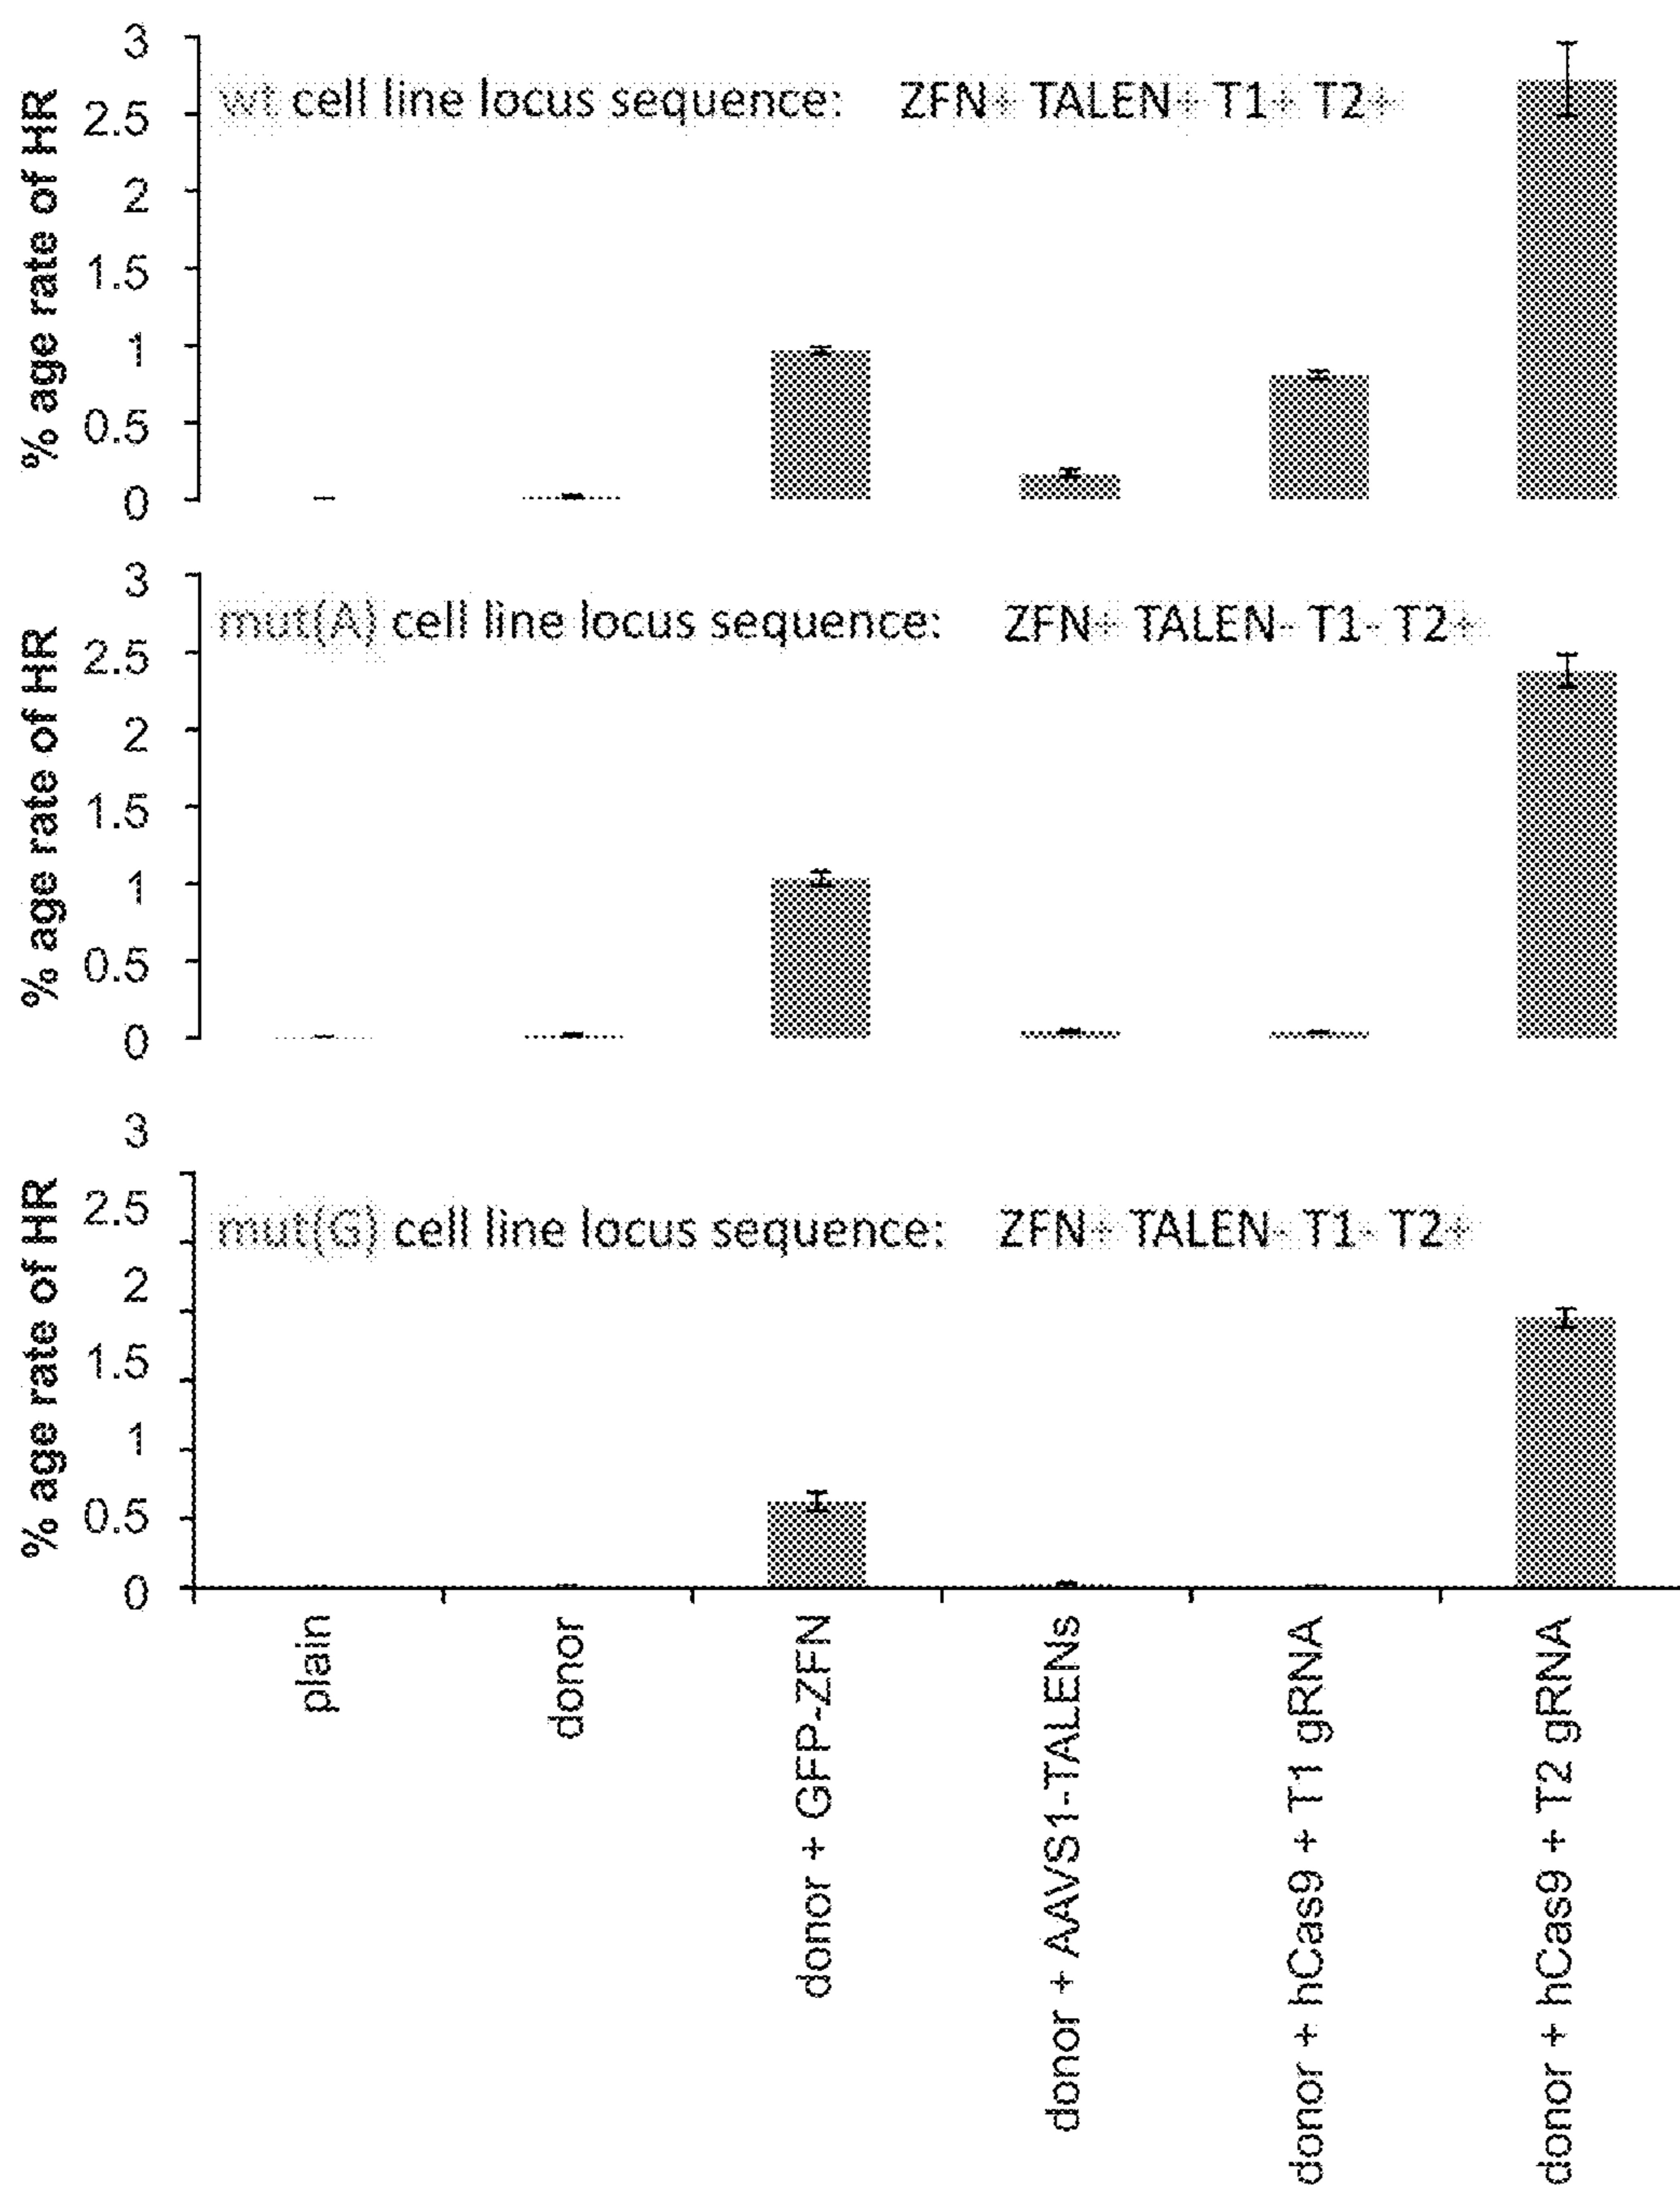 % age rate of HR
3
2.5
2
1.5
1
0.5
0
wt cell line locus sequence: ZFN+ TALEN+ T1+ T2+
% age rate of HR
3
2.5
2
1.5
1
0.5
0
mut(A) cell line locus sequence: ZFN+ TALEN- T1- T2+
% age rate of HR
3
2.5
2
1.5
1
0.5
0
mut(G) cell line locus sequence: ZFN+ TALEN- T1- T2+
plain
donor
donor + GFP-ZFN
donor + AAVS1-TALENs
donor + hCas9 + T1 gRNA
donor + hCas9 + T2 gRNA